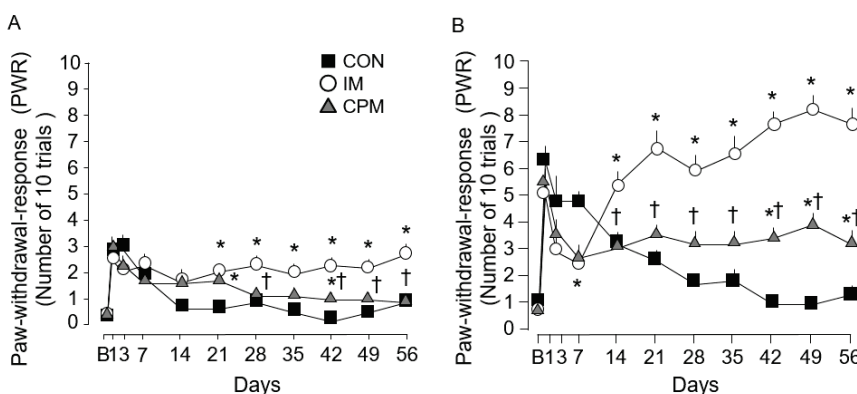 A
Paw-withdrawal-response (PWR)
(Number of 10 trials )
10
9
8
7
6
5
4
3
2
1
0
CON
IM
CPM
* * * * * *
* † *† † †
B 1 3 7 14 21 28 35 42 49 56
Days
B
Paw-withdrawal-response (PWR)
(Number of 10 trials )
10
9
8
7
6
5
4
3
2
1
0
* * * * * * *
† † † † *† *† *†
*
B 1 3 7 14 21 28 35 42 49 56
Days